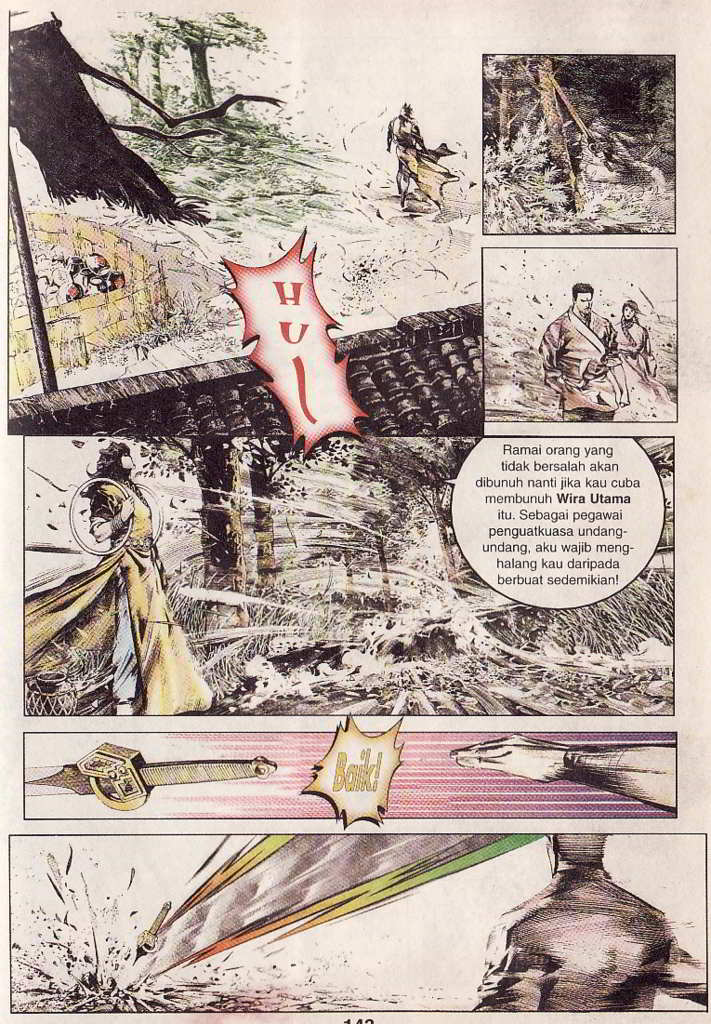 HUI
Ramai orang yang
tidak bersalah akan
dibunuh nanti jika kau cuba
membunuh Wira Utama
itu. Sebagai pegawai
penguatkuasa undang-
undang, aku wajib meng-
halang kau daripada
berbuat sedemikian!
Baik!